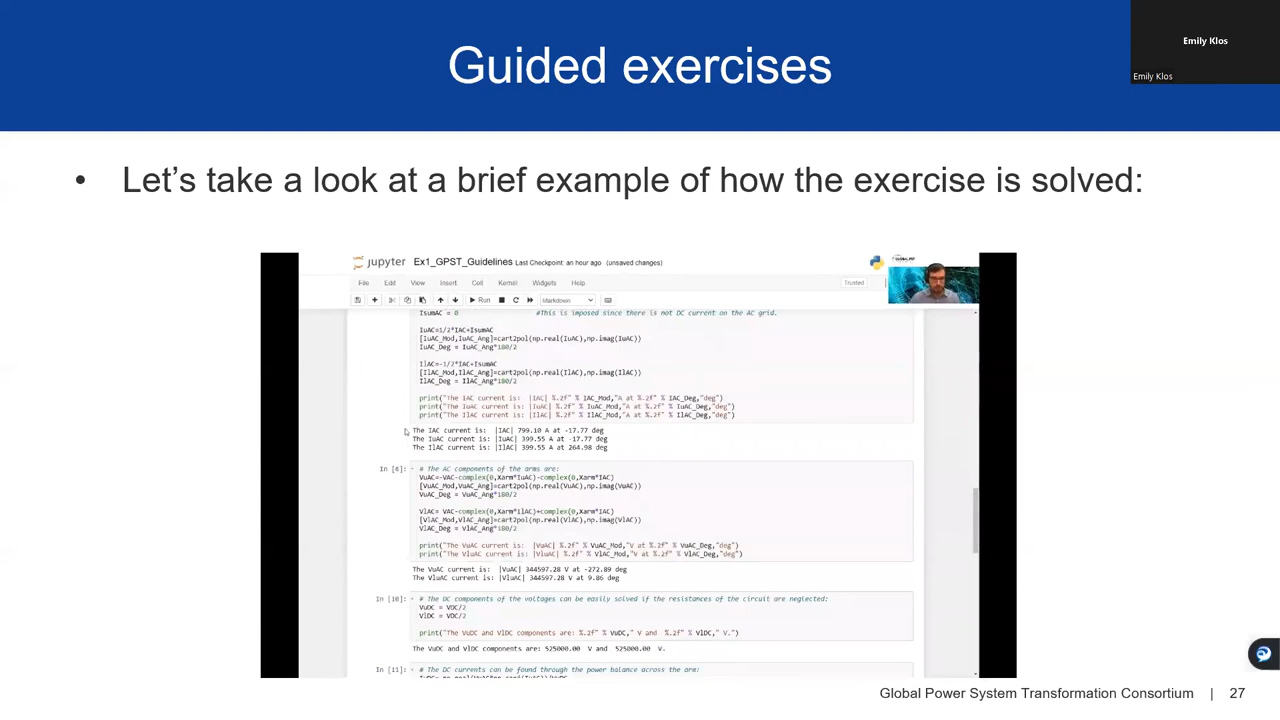 Guided exercises
Emily Klos
Emily Klos
• Let’s take a look at a brief example of how the exercise is solved:
jupyter Ex1_GPST_Guidelines Last Checkpoint: an hour ago (unsaved changes)
File Edit View Insert Cell Kernel Widgets Help
Trusted
Run
Markdown
IsumAC = 0 #This is imposed since there is not DC current on the AC grid.
IuAC=1/2*IAC+IsumAC
[IuAC_Mod,IuAC_Ang]=cart2pol(np.real(IuAC),np.imag(IuAC))
IuAC_Deg = IuAC_Ang*180/2
IlAC=-1/2*IAC+IsumAC
[IlAC_Mod,IlAC_Ang]=cart2pol(np.real(IlAC),np.imag(IlAC))
IlAC_Deg = IlAC_Ang*180/2
print("The IAC current is: |IAC| %.2f" % IAC_Mod,"A at %.2f" % IAC_Deg,"deg")
print("The IuAC current is: |IuAC| %.2f" % IuAC_Mod,"A at %.2f" % IuAC_Deg,"deg")
print("The IlAC current is: |IlAC| %.2f" % IlAC_Mod,"A at %.2f" % IlAC_Deg,"deg")
The IAC current is: |IAC| 799.10 A at -17.77 deg
The IuAC current is: |IuAC| 399.55 A at -17.77 deg
The IlAC current is: |IlAC| 399.55 A at 264.98 deg
In [6]: # The AC components of the arms are:
VuAC=-VAC-complex(0,Xarm*IuAC)-complex(0,Xarm*IAC)
[VuAC_Mod,VuAC_Ang]=cart2pol(np.real(VuAC),np.imag(VuAC))
VuAC_Deg = VuAC_Ang*180/2
VlAC= VAC-complex(0,Xarm*IlAC)+complex(0,Xarm*IAC)
[VlAC_Mod,VlAC_Ang]=cart2pol(np.real(VlAC),np.imag(VlAC))
VlAC_Deg = VlAC_Ang*180/2
print("The VuAC current is: |VuAC| %.2f" % VuAC_Mod,"V at %.2f" % VuAC_Deg,"deg")
print("The VluAC current is: |VluAC| %.2f" % VlAC_Mod,"V at %.2f" % VlAC_Deg,"deg")
The VuAC current is: |VuAC| 344597.28 V at -272.89 deg
The VluAC current is: |VluAC| 344597.28 V at 9.86 deg
In [10]: # The DC components of the voltages can be easily solved if the resistances of the circuit are neglected:
VuDC = VDC/2
VlDC = VDC/2
print("The VuDC and VlDC components are: %.2f" % VuDC," V and %.2f" % VlDC," V.")
The VuDC and VlDC components are: 525000.00 V and 525000.00 V.
In [11]: # The DC currents can be found through the power balance across the arm:
Global Power System Transformation Consortium | 27